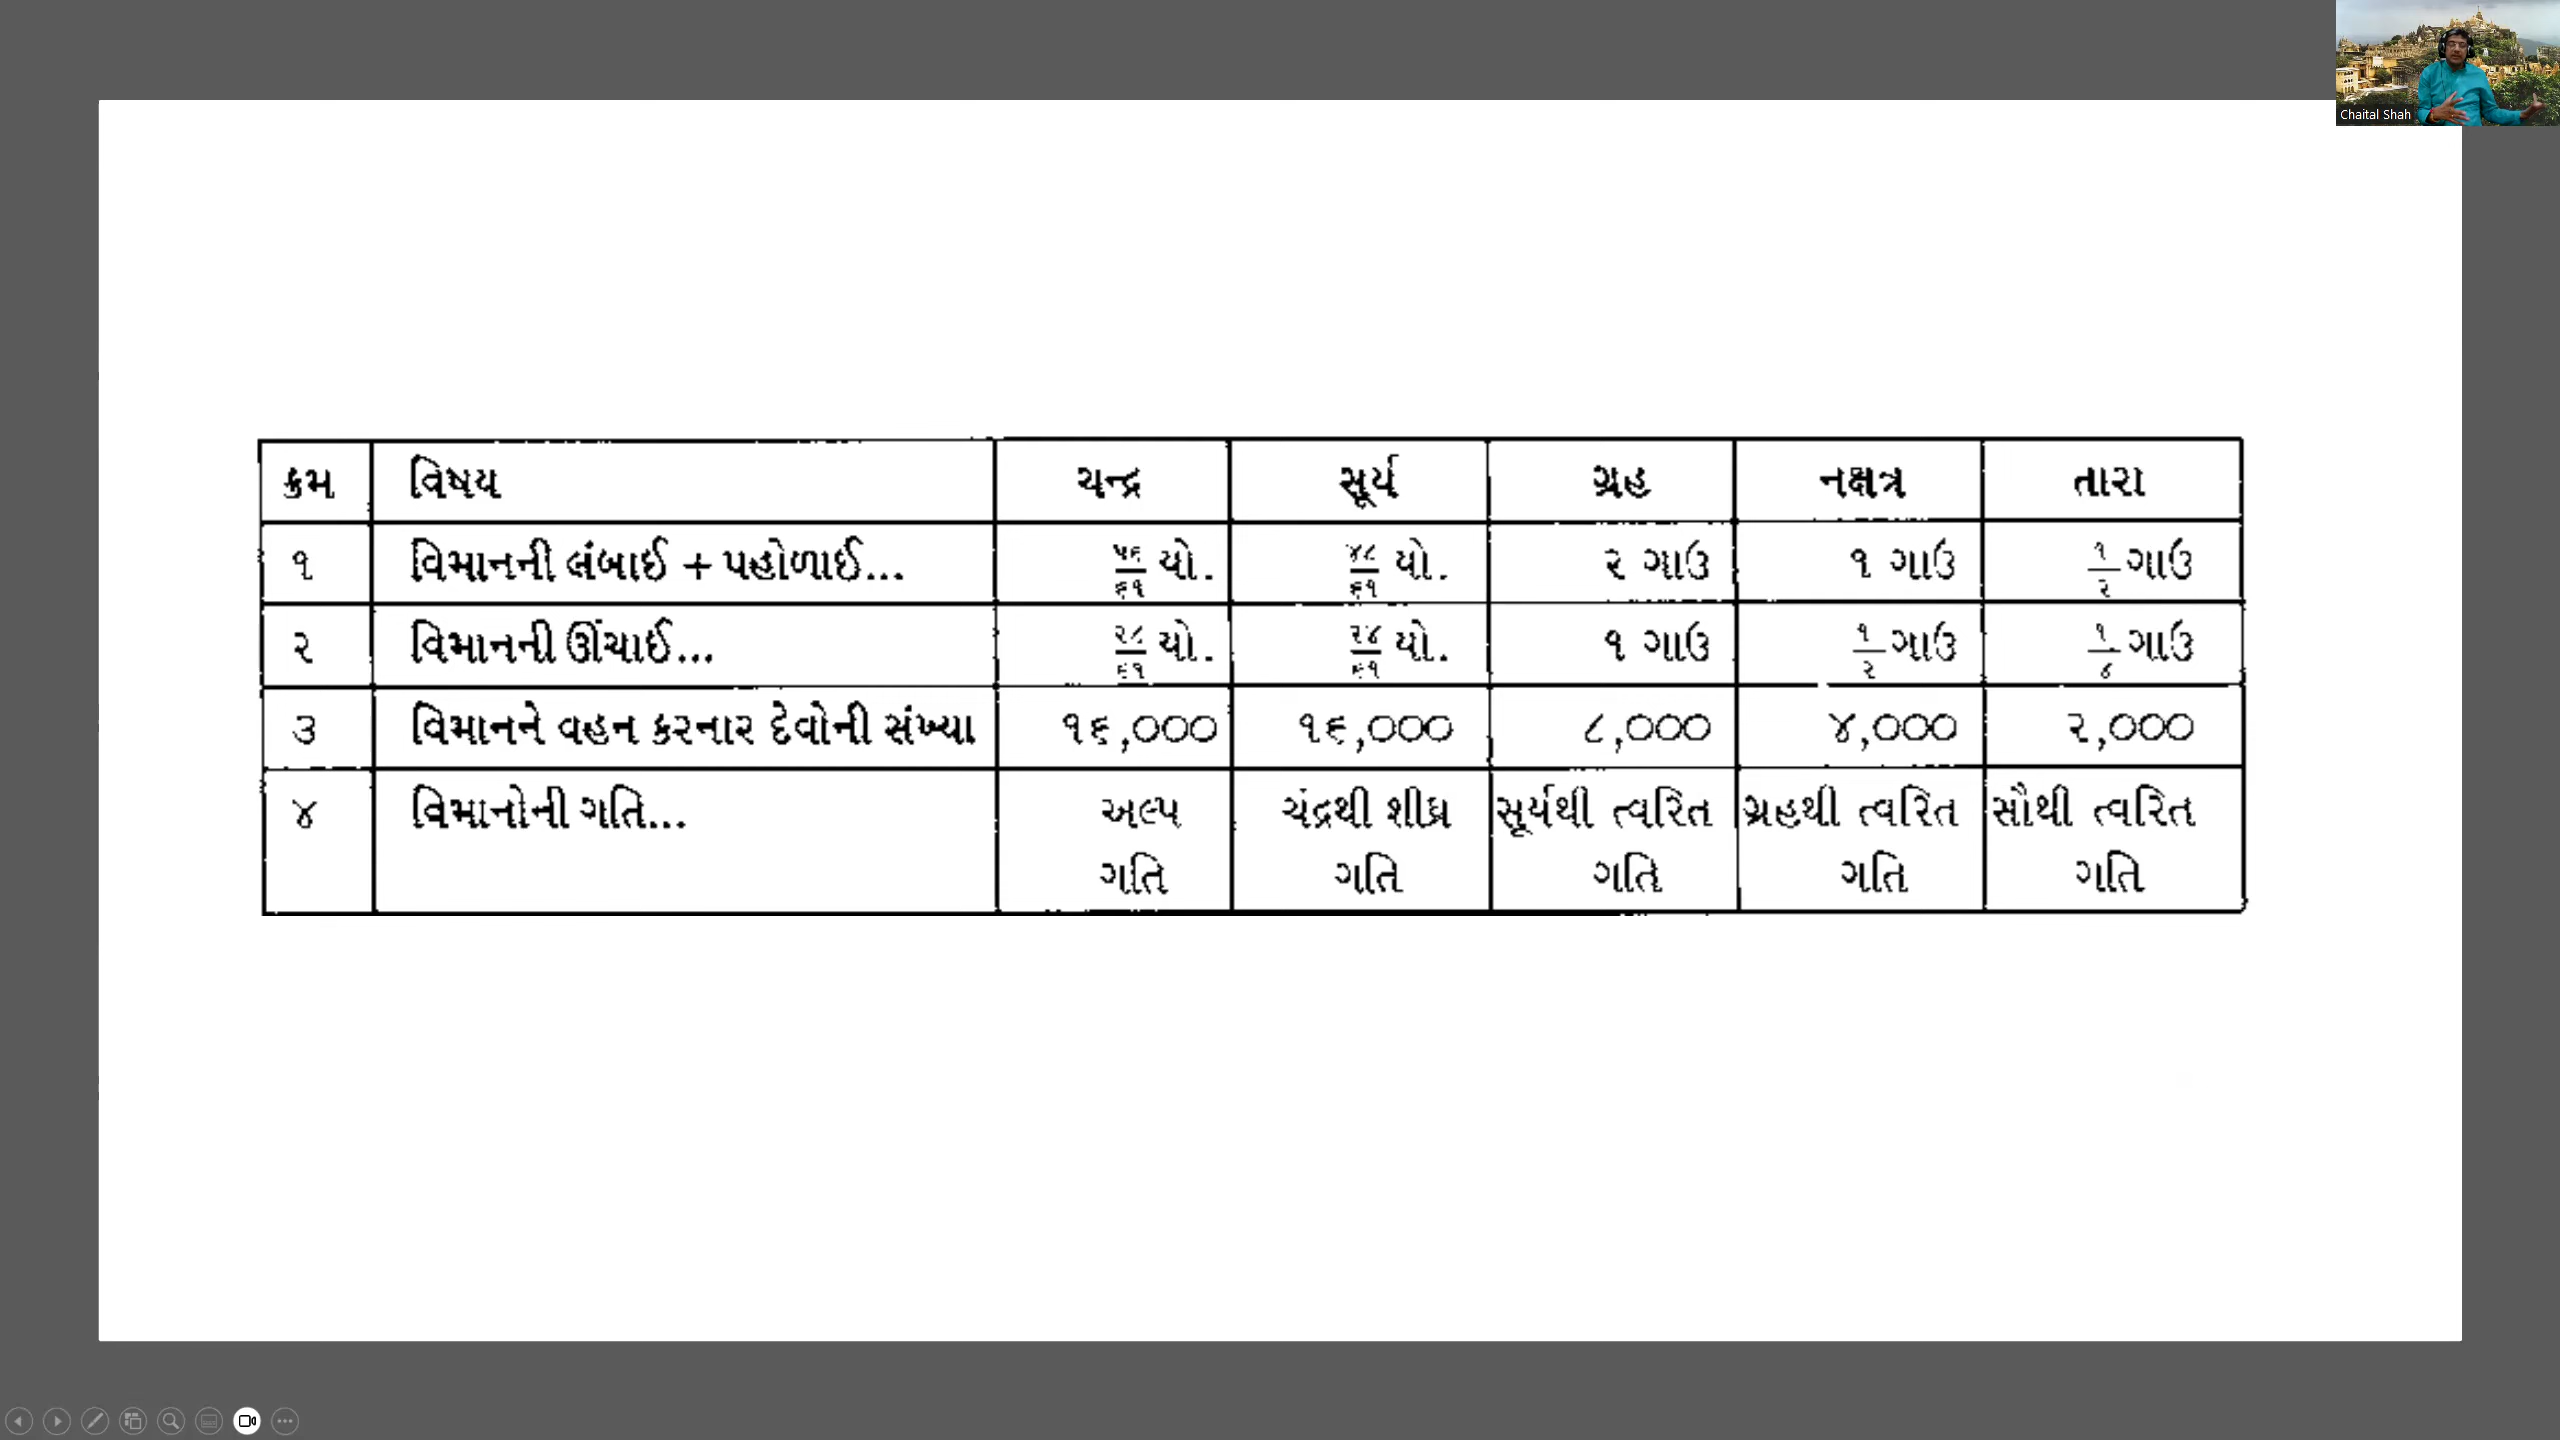 Chaital Shah
ક્રમ વિષય ચન્દ્ર સૂર્ય ગ્રહ નક્ષત્ર તારા
૧ વિમાનની લંબાઈ + પહોળાઈ... ૫૬/૬૧ યો. ૪૮/૬૧ યો. ૨ ગાઉ ૧ ગાઉ ૧/૨ ગાઉ
૨ વિમાનની ઊંચાઈ... ૨૮/૬૧ યો. ૨૪/૬૧ યો. ૧ ગાઉ ૧/૨ ગાઉ ૧/૪ ગાઉ
૩ વિમાનને વહન કરનાર દેવોની સંખ્યા ૧૬,૦૦૦ ૧૬,૦૦૦ ૮,૦૦૦ ૪,૦૦૦ ૨,૦૦૦
૪ વિમાનોની ગતિ... અલ્પ ચંદ્રથી શીઘ્ર સૂર્યથી ત્વરિત ગ્રહથી ત્વરિત સૌથી ત્વરિત
ગતિ ગતિ ગતિ ગતિ ગતિ